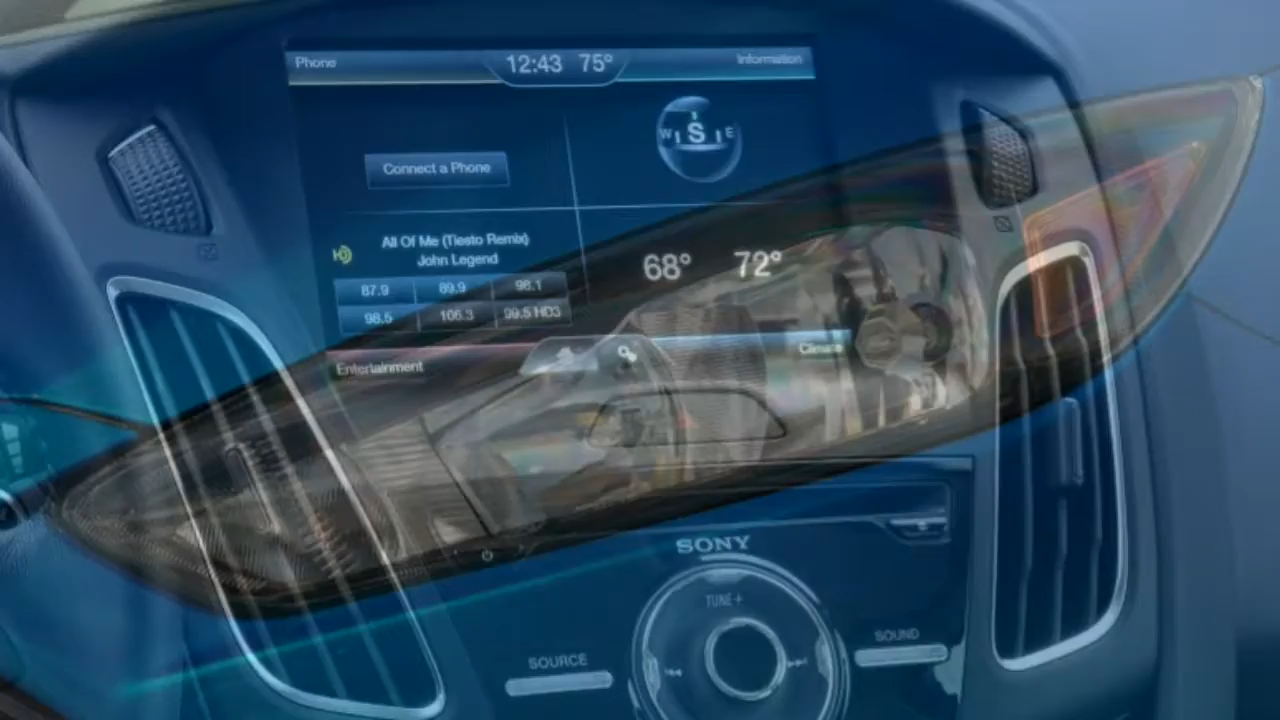 Phone 12:43 75° Information
W S E
Connect a Phone
All Of Me (Tiesto Remix)
John Legend
68° 72°
87.9 89.9 96.1
98.5 106.3 99.5 HD3
Entertainment Climate
SONY
TUNE+
SOURCE SOUND